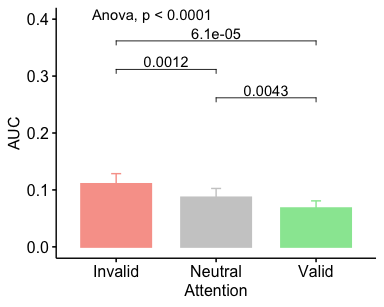 Anova, p < 0.0001
0.4
6.1e-05
0.0012
0.3
0.0043
AUC
0.2
0.1
0.0
Invalid Neutral Valid
Attention